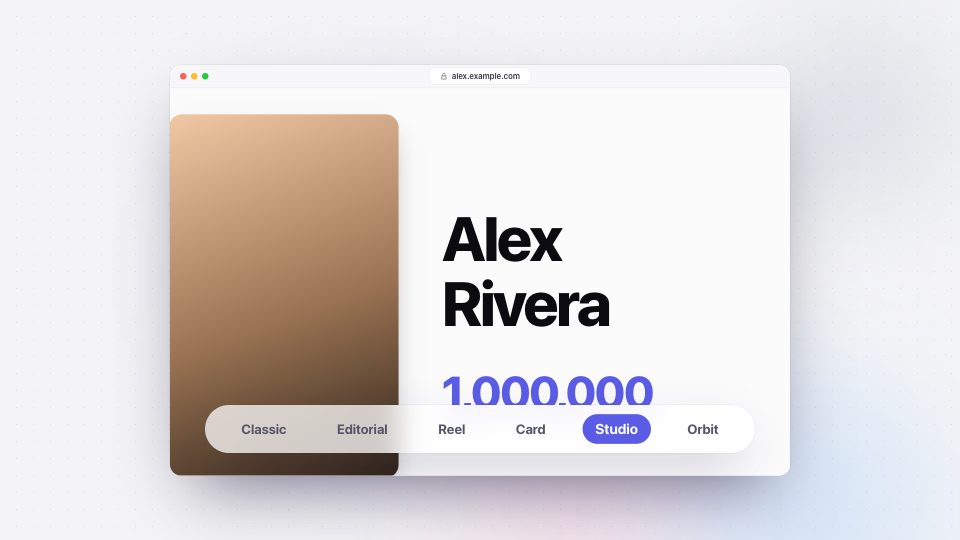 alex.example.com
Alex
Rivera
1,000,000
Classic Editorial Reel Card Studio Orbit